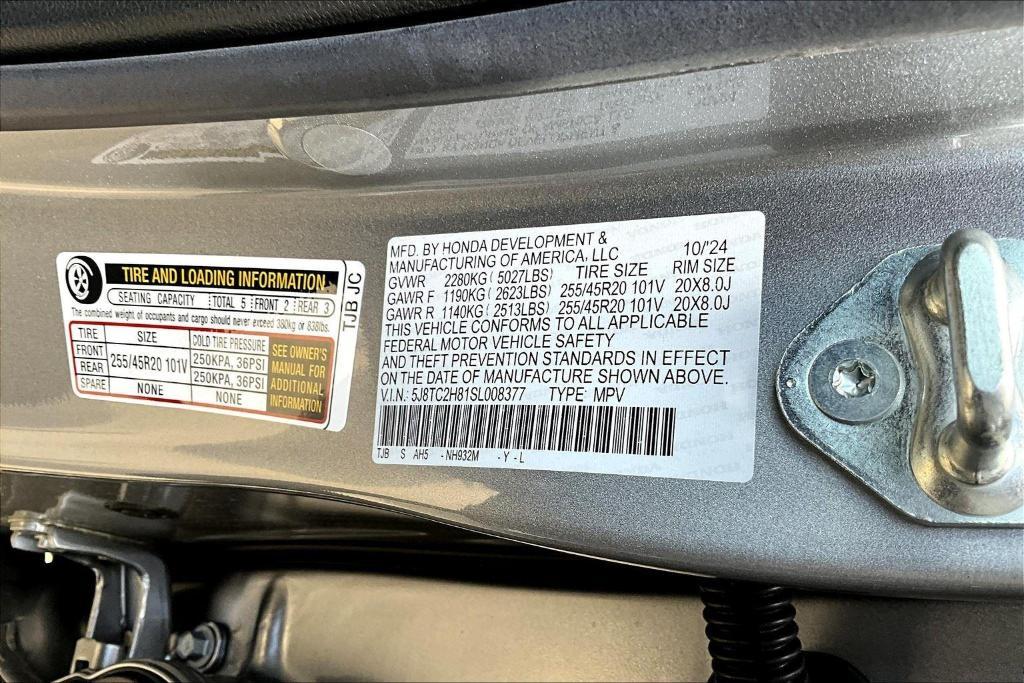 TIRE AND LOADING INFORMATION
SEATING CAPACITY TOTAL 5 FRONT 2 REAR 3
The combined weight of occupants and cargo should never exceed 380kg or 838lbs.
TIRE SIZE COLD TIRE PRESSURE
FRONT 255/45R20 101V 250KPA, 36PSI
REAR 250KPA, 36PSI
SPARE NONE NONE
SEE OWNER'S
MANUAL FOR
ADDITIONAL
INFORMATION
TJB JC
MFD. BY HONDA DEVELOPMENT &
MANUFACTURING OF AMERICA, LLC 10/'24
GVWR 2280KG( 5027LBS) TIRE SIZE RIM SIZE
GAWR F 1190KG( 2623LBS) 255/45R20 101V 20X8.0J
GAWR R 1140KG( 2513LBS) 255/45R20 101V 20X8.0J
THIS VEHICLE CONFORMS TO ALL APPLICABLE
FEDERAL MOTOR VEHICLE SAFETY
AND THEFT PREVENTION STANDARDS IN EFFECT
ON THE DATE OF MANUFACTURE SHOWN ABOVE.
V.I.N.: 5J8TC2H81SL008377 TYPE: MPV
TJB S AH5 - NH932M - Y - L